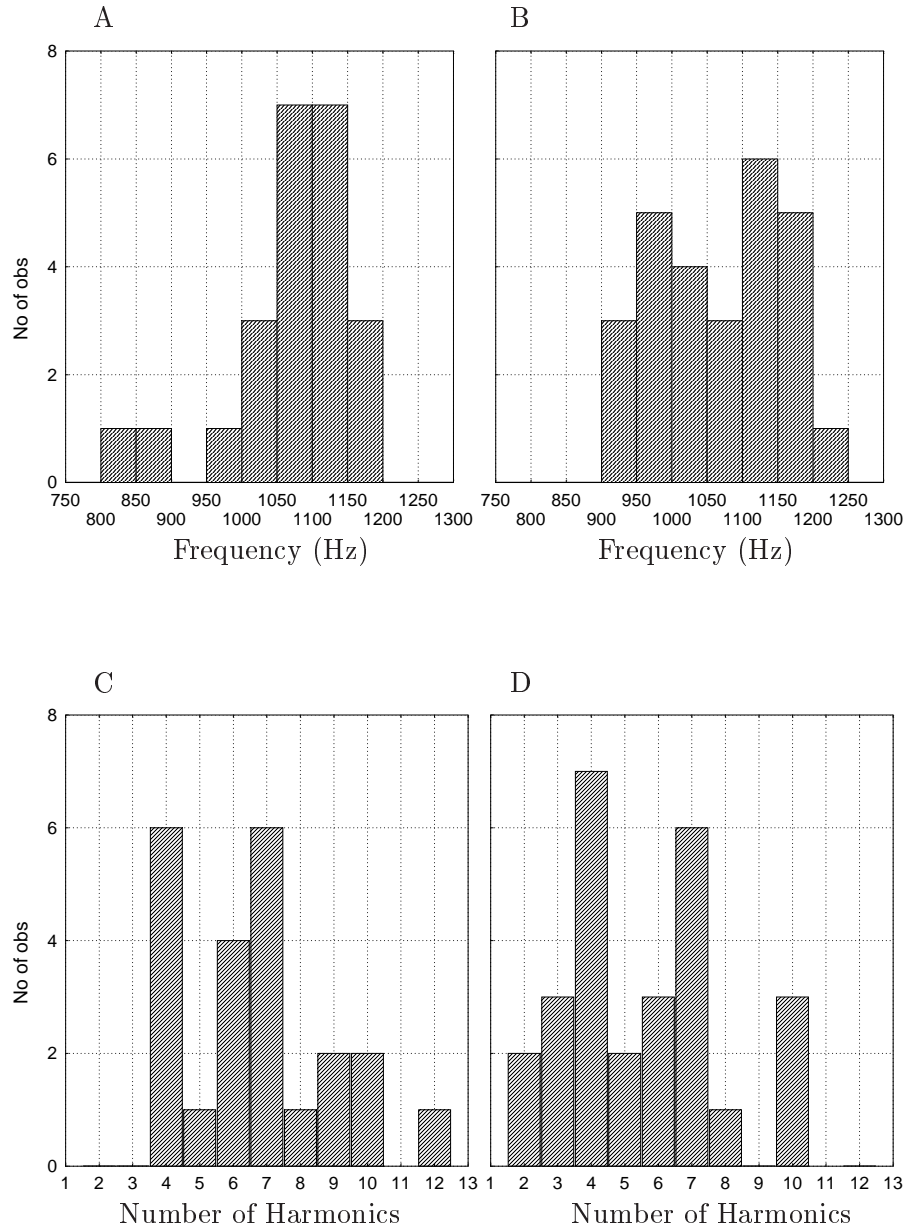 A
B
8
6
4
2
0
No of obs
750 850 950 1050 1150 1250
800 900 1000 1100 1200 1300
Frequency (Hz)
750 850 950 1050 1150 1250
800 900 1000 1100 1200 1300
Frequency (Hz)
C
D
8
6
4
2
0
No of obs
1 2 3 4 5 6 7 8 9 10 11 12 13
Number of Harmonics
1 2 3 4 5 6 7 8 9 10 11 12 13
Number of Harmonics